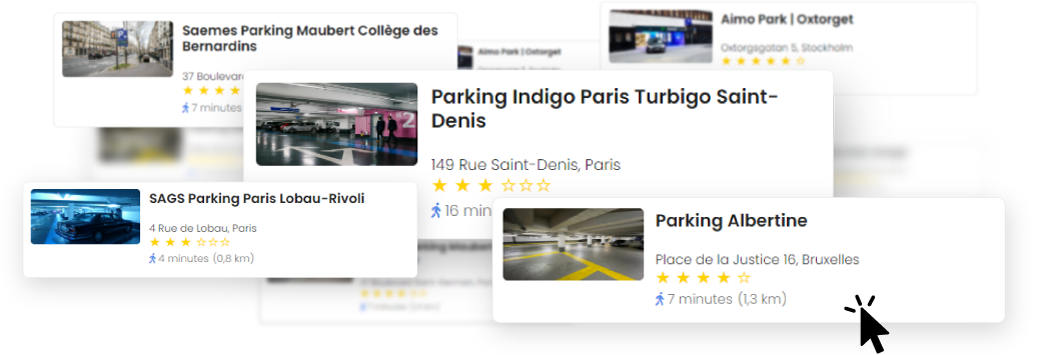 Saemes Parking Maubert Collège des
Bernardins
37 Boulevar
7 minutes
Aimo Park | Oxtorget
Aimo Park | Oxtorget
Oxtorgsgatan 5, Stockholm
Parking Indigo Paris Turbigo Saint-
Denis
149 Rue Saint-Denis, Paris
16 min
2
SAGS Parking Paris Lobau-Rivoli
4 Rue de Lobau, Paris
4 minutes (0,8 km)
Parking Albertine
Place de la Justice 16, Bruxelles
7 minutes (1,3 km)